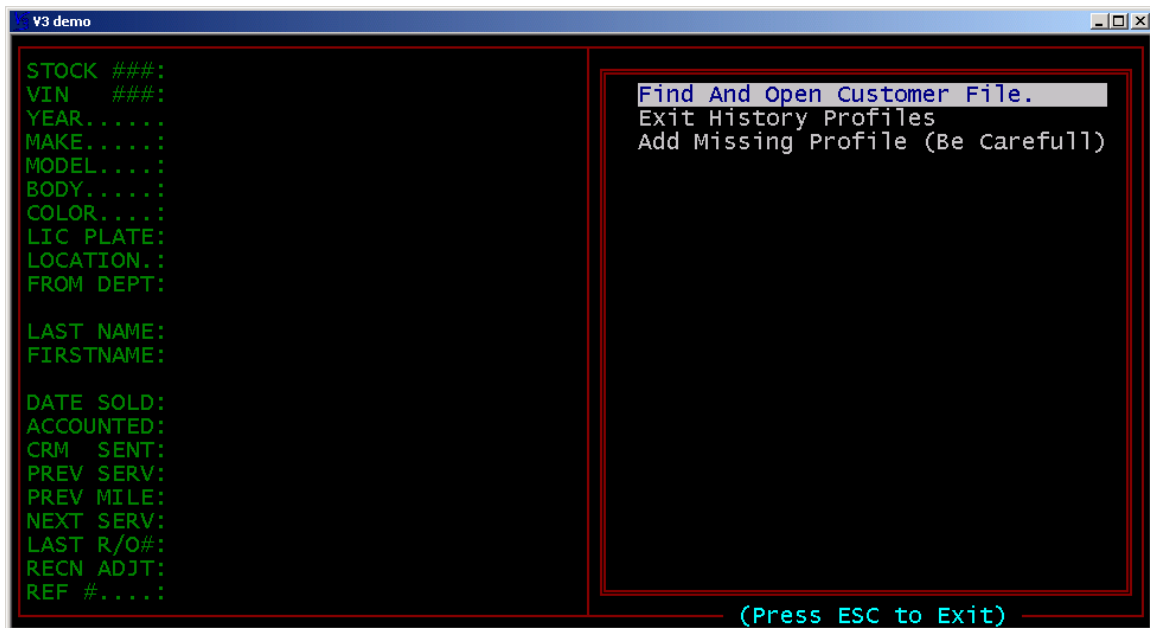 V3 demo
STOCK ###:
VIN   ###:
YEAR......
MAKE.....:
MODEL....:
BODY.....:
COLOR....:
LIC PLATE:
LOCATION.:
FROM DEPT:
LAST NAME:
FIRSTNAME:
DATE SOLD:
ACCOUNTED:
CRM  SENT:
PREV SERV:
PREV MILE:
NEXT SERV:
LAST R/O#:
RECN ADJT:
REF #....:
Find And Open Customer File.
Exit History Profiles
Add Missing Profile (Be Carefull)
(Press ESC to Exit)